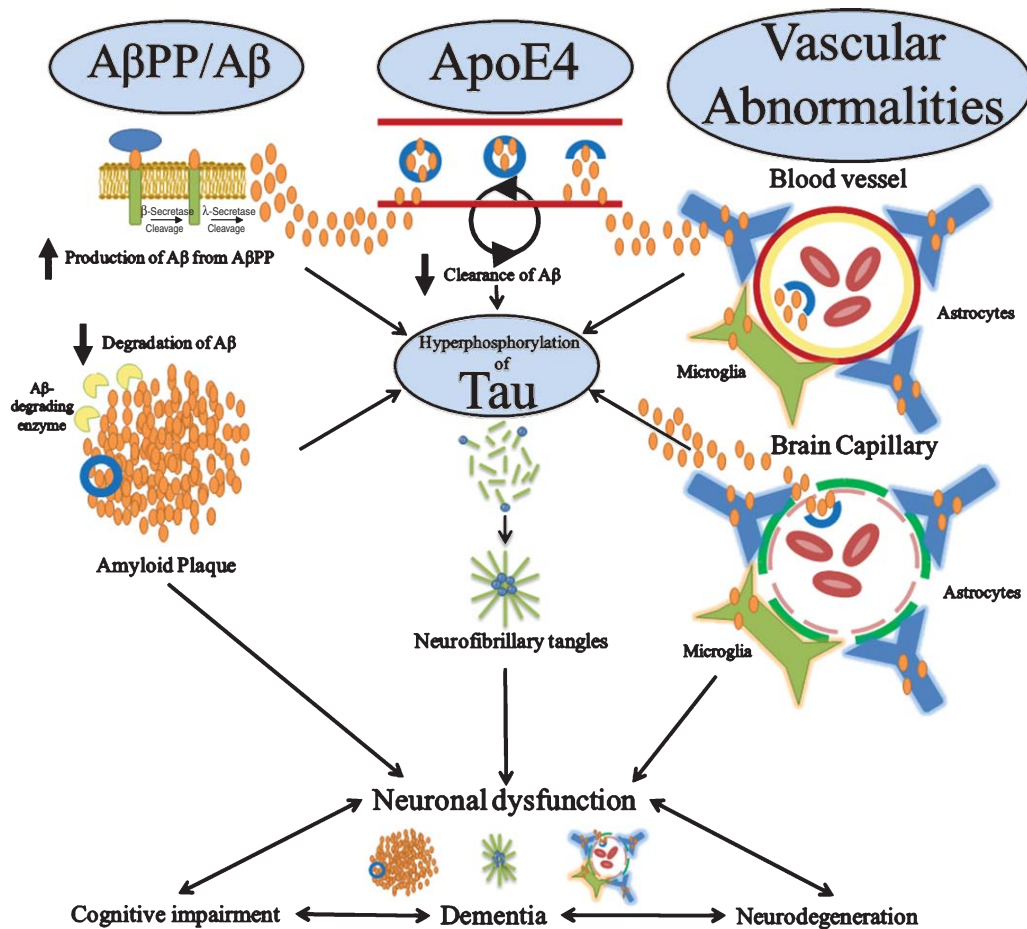 AβPP/Aβ
ApoE4
Vascular
Abnormalities
β-Secretase
Cleavage
λ-Secretase
Cleavage
Production of Aβ from AβPP
Clearance of Aβ
Blood vessel
Astrocytes
Microglia
Degradation of Aβ
Aβ-
degrading
enzyme
Hyperphosphorylation
of
Tau
Brain Capillary
Amyloid Plaque
Neurofibrillary tangles
Astrocytes
Microglia
Neuronal dysfunction
Cognitive impairment
Dementia
Neurodegeneration